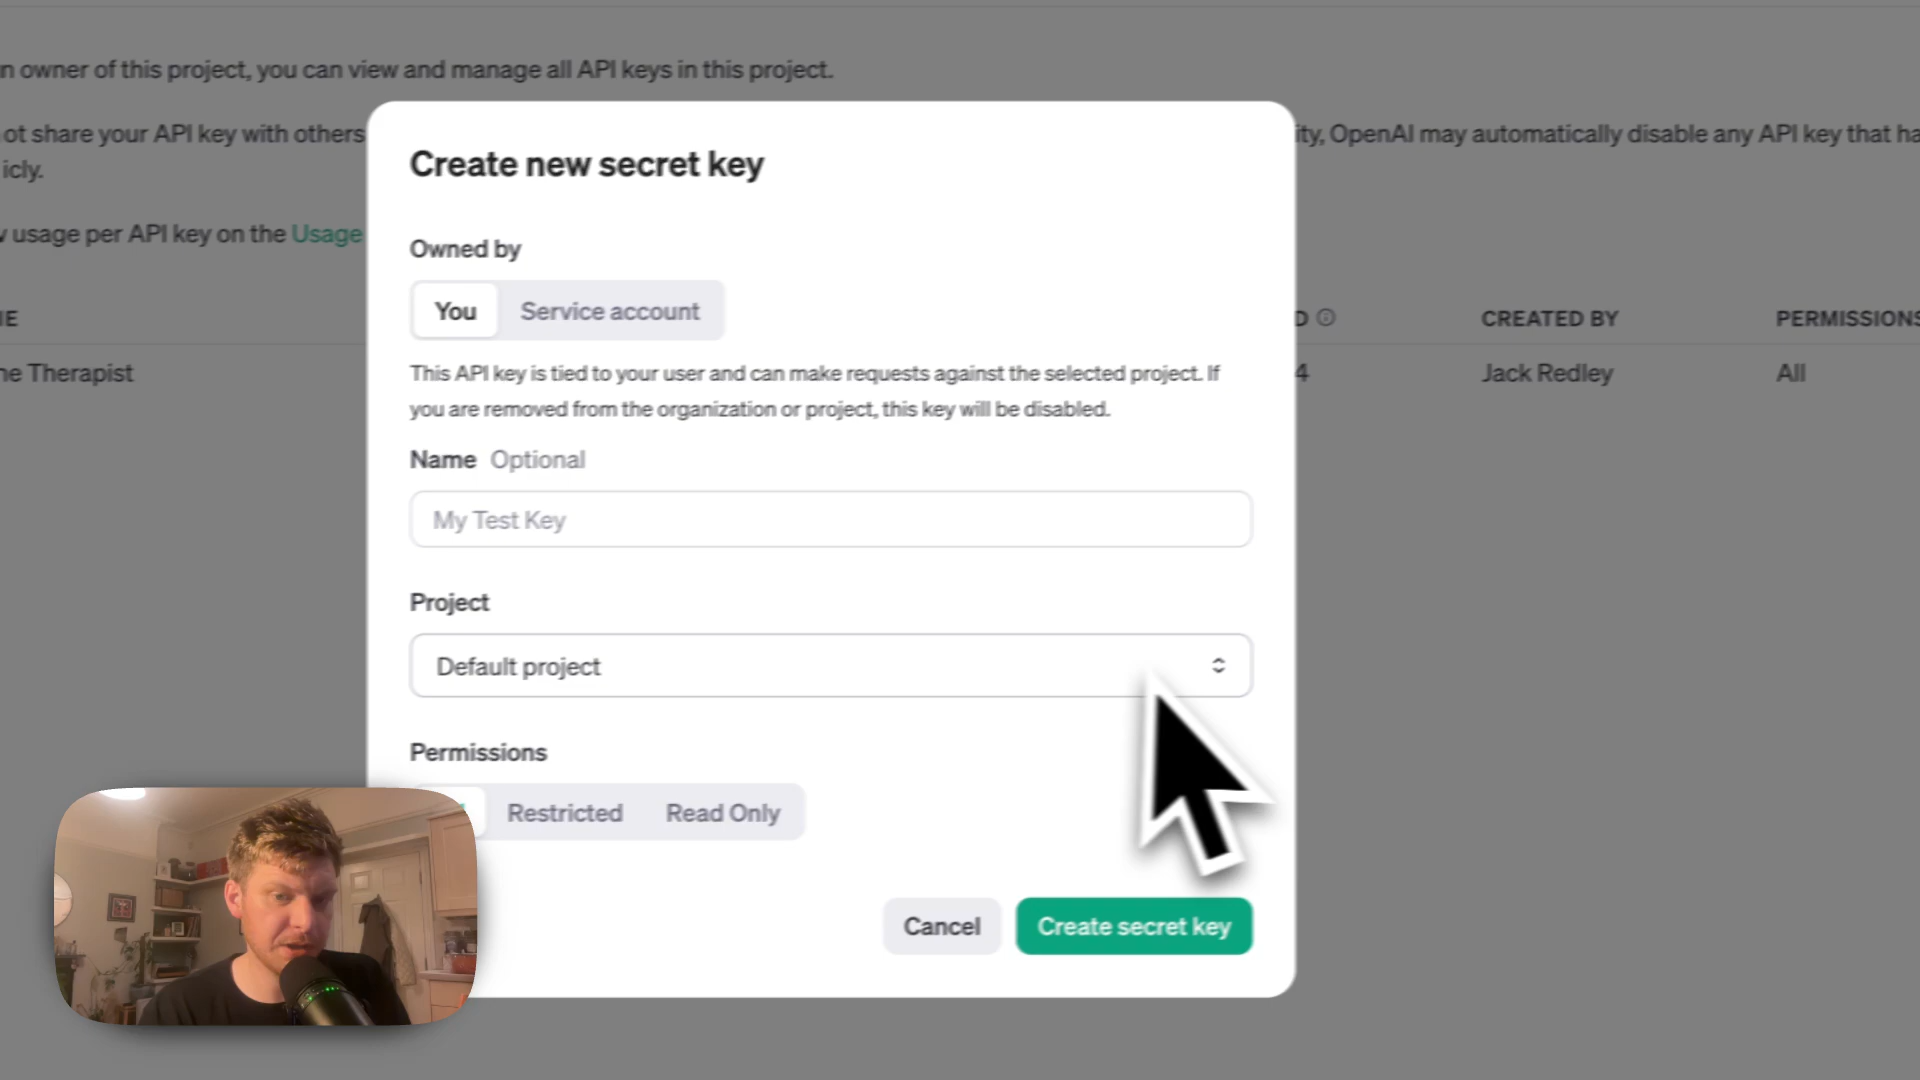 n owner of this project, you can view and manage all API keys in this project.
ot share your API key with others
ity, OpenAI may automatically disable any API key that ha
icly.
usage per API key on the Usage
Create new secret key
Owned by
You Service account
This API key is tied to your user and can make requests against the selected project. If
you are removed from the organization or project, this key will be disabled.
Name Optional
My Test Key
Project
Default project
Permissions
Restricted Read Only
Cancel Create secret key
IE
D CREATED BY PERMISSIONS
ne Therapist
4 Jack Redley All